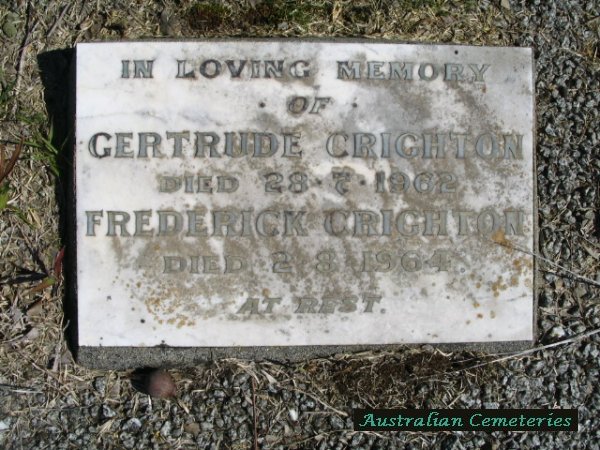 IN LOVING MEMORY
· OF ·
GERTRUDE CRIGHTON
DIED 28·7·1962
FREDERICK CRIGHTON
DIED 2·8·1964
AT REST
Australian Cemeteries